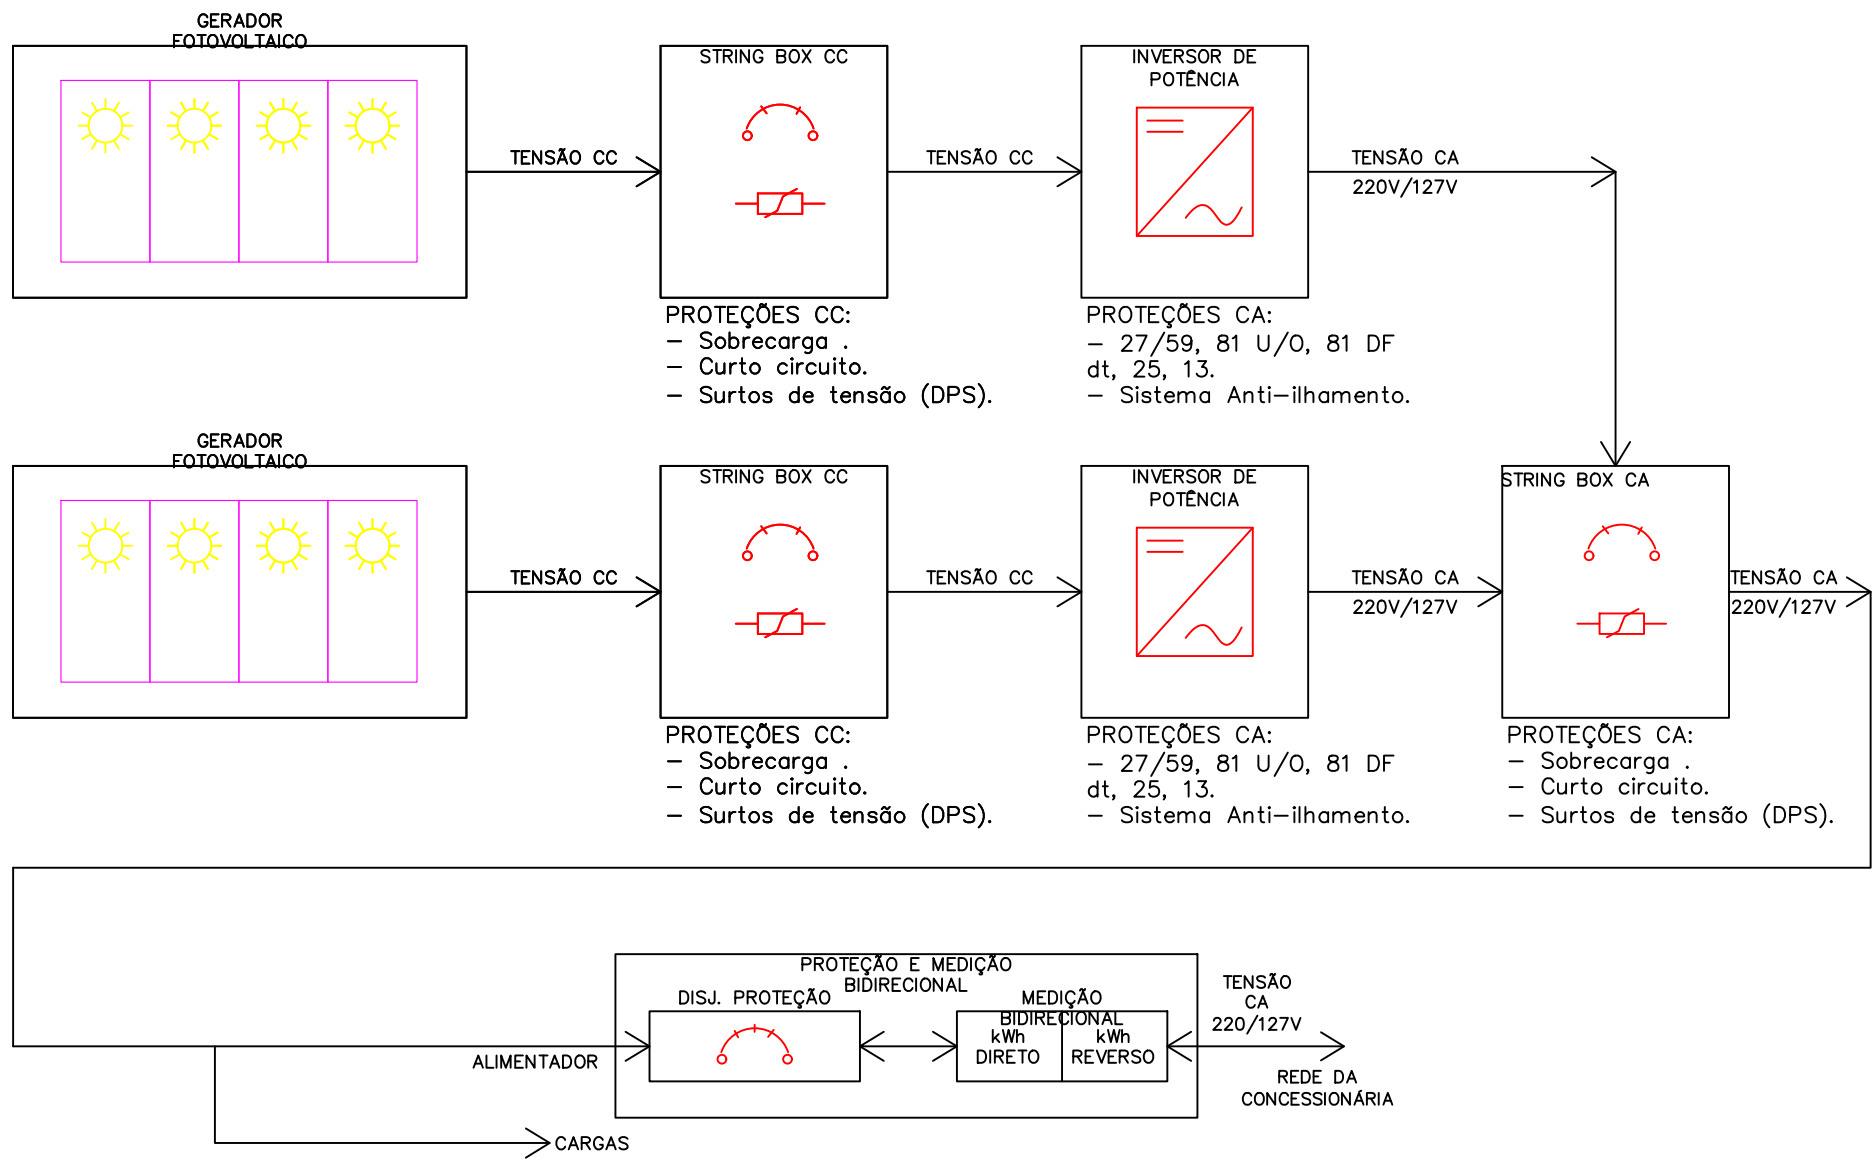 GERADOR
FOTOVOLTAICO
STRING BOX CC
INVERSOR DE
POTÊNCIA
TENSÃO CC
TENSÃO CC
TENSÃO CA
220V/127V
PROTEÇÕES CC:
- Sobrecarga .
- Curto circuito.
- Surtos de tensão (DPS).
PROTEÇÕES CA:
- 27/59, 81 U/O, 81 DF
dt, 25, 13.
- Sistema Anti-ilhamento.
GERADOR
FOTOVOLTAICO
STRING BOX CC
INVERSOR DE
POTÊNCIA
STRING BOX CA
TENSÃO CC
TENSÃO CC
TENSÃO CA
220V/127V
TENSÃO CA
220V/127V
PROTEÇÕES CC:
- Sobrecarga .
- Curto circuito.
- Surtos de tensão (DPS).
PROTEÇÕES CA:
- 27/59, 81 U/O, 81 DF
dt, 25, 13.
- Sistema Anti-ilhamento.
PROTEÇÕES CA:
- Sobrecarga .
- Curto circuito.
- Surtos de tensão (DPS).
PROTEÇÃO E MEDIÇÃO
BIDIRECIONAL
DISJ. PROTEÇÃO
MEDIÇÃO
BIDIRECIONAL
kWh
DIRETO
kWh
REVERSO
TENSÃO
CA
220/127V
ALIMENTADOR
REDE DA
CONCESSIONÁRIA
CARGAS